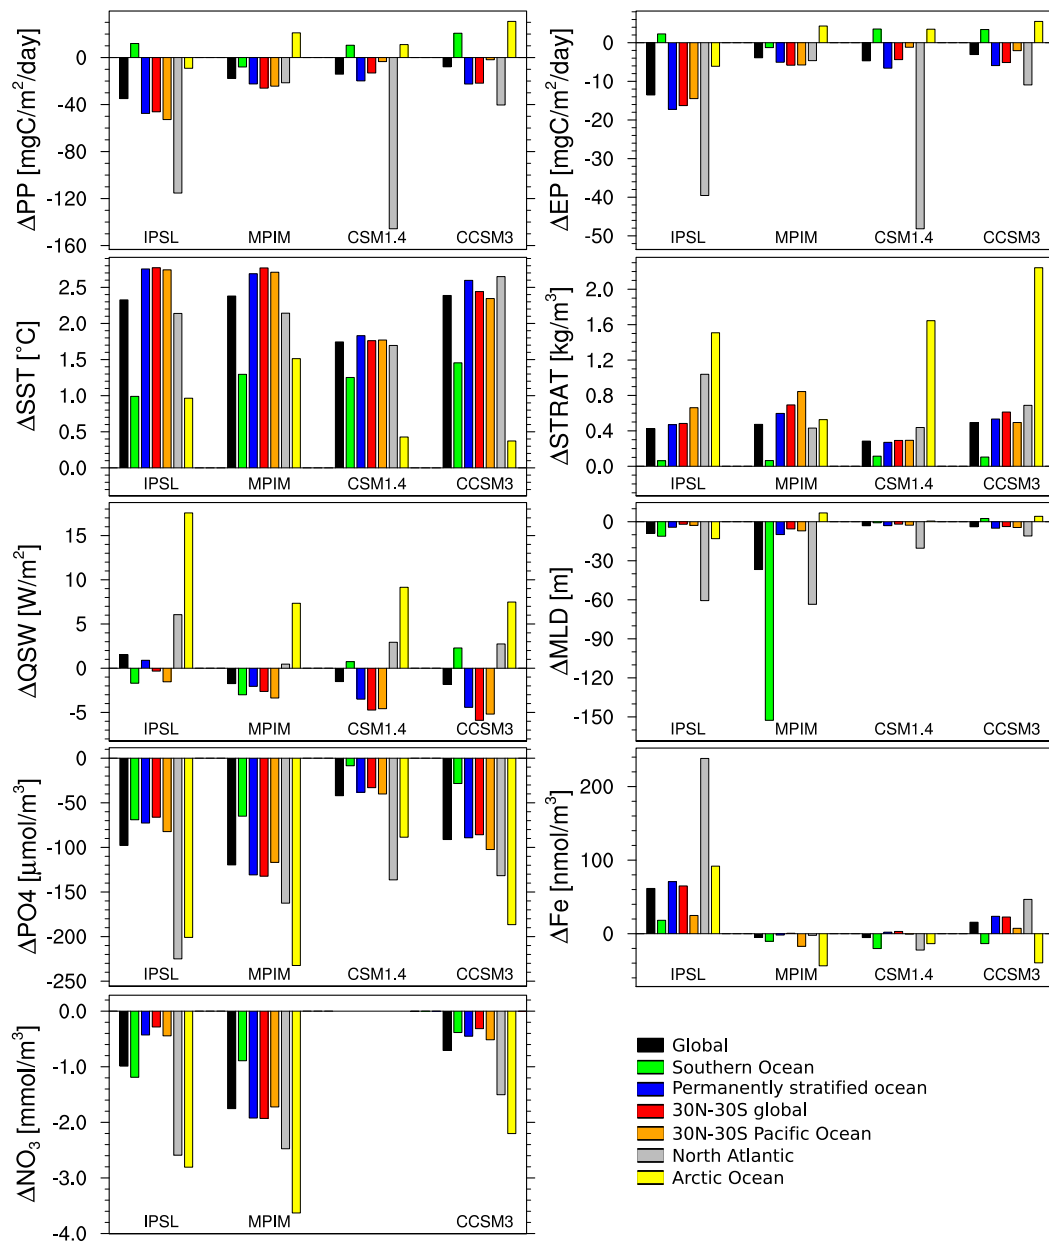 ΔPP [mgC/m²/day]
0
-40
-80
-120
-160
IPSL MPIM CSM1.4 CCSM3
ΔEP [mgC/m²/day]
0
-10
-20
-30
-40
-50
IPSL MPIM CSM1.4 CCSM3
ΔSST [°C]
2.5
2.0
1.5
1.0
0.5
0.0
IPSL MPIM CSM1.4 CCSM3
ΔSTRAT [kg/m³]
2.0
1.6
1.2
0.8
0.4
0.0
IPSL MPIM CSM1.4 CCSM3
ΔQSW [W/m²]
15
10
5
0
-5
IPSL MPIM CSM1.4 CCSM3
ΔMLD [m]
0
-30
-60
-90
-120
-150
IPSL MPIM CSM1.4 CCSM3
ΔPO4 [μmol/m³]
0
-50
-100
-150
-200
-250
IPSL MPIM CSM1.4 CCSM3
ΔFe [nmol/m³]
200
100
0
IPSL MPIM CSM1.4 CCSM3
ΔNO₃ [mmol/m³]
0.0
-1.0
-2.0
-3.0
-4.0
IPSL MPIM CCSM3
Global
Southern Ocean
Permanently stratified ocean
30N-30S global
30N-30S Pacific Ocean
North Atlantic
Arctic Ocean